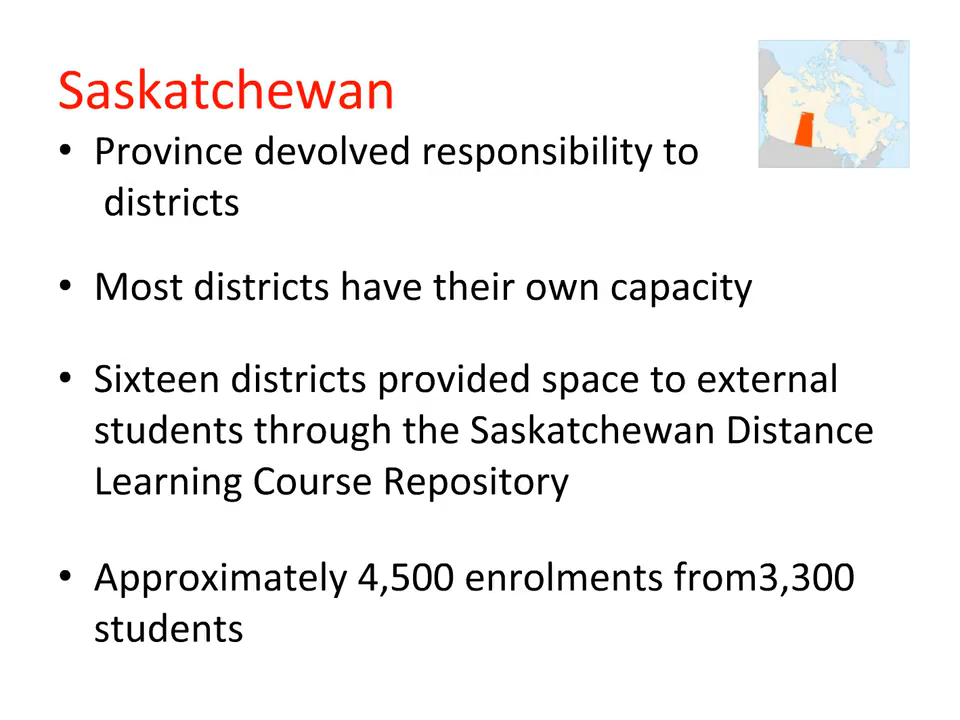 Saskatchewan
• Province devolved responsibility to
districts
• Most districts have their own capacity
• Sixteen districts provided space to external
students through the Saskatchewan Distance
Learning Course Repository
• Approximately 4,500 enrolments from3,300
students